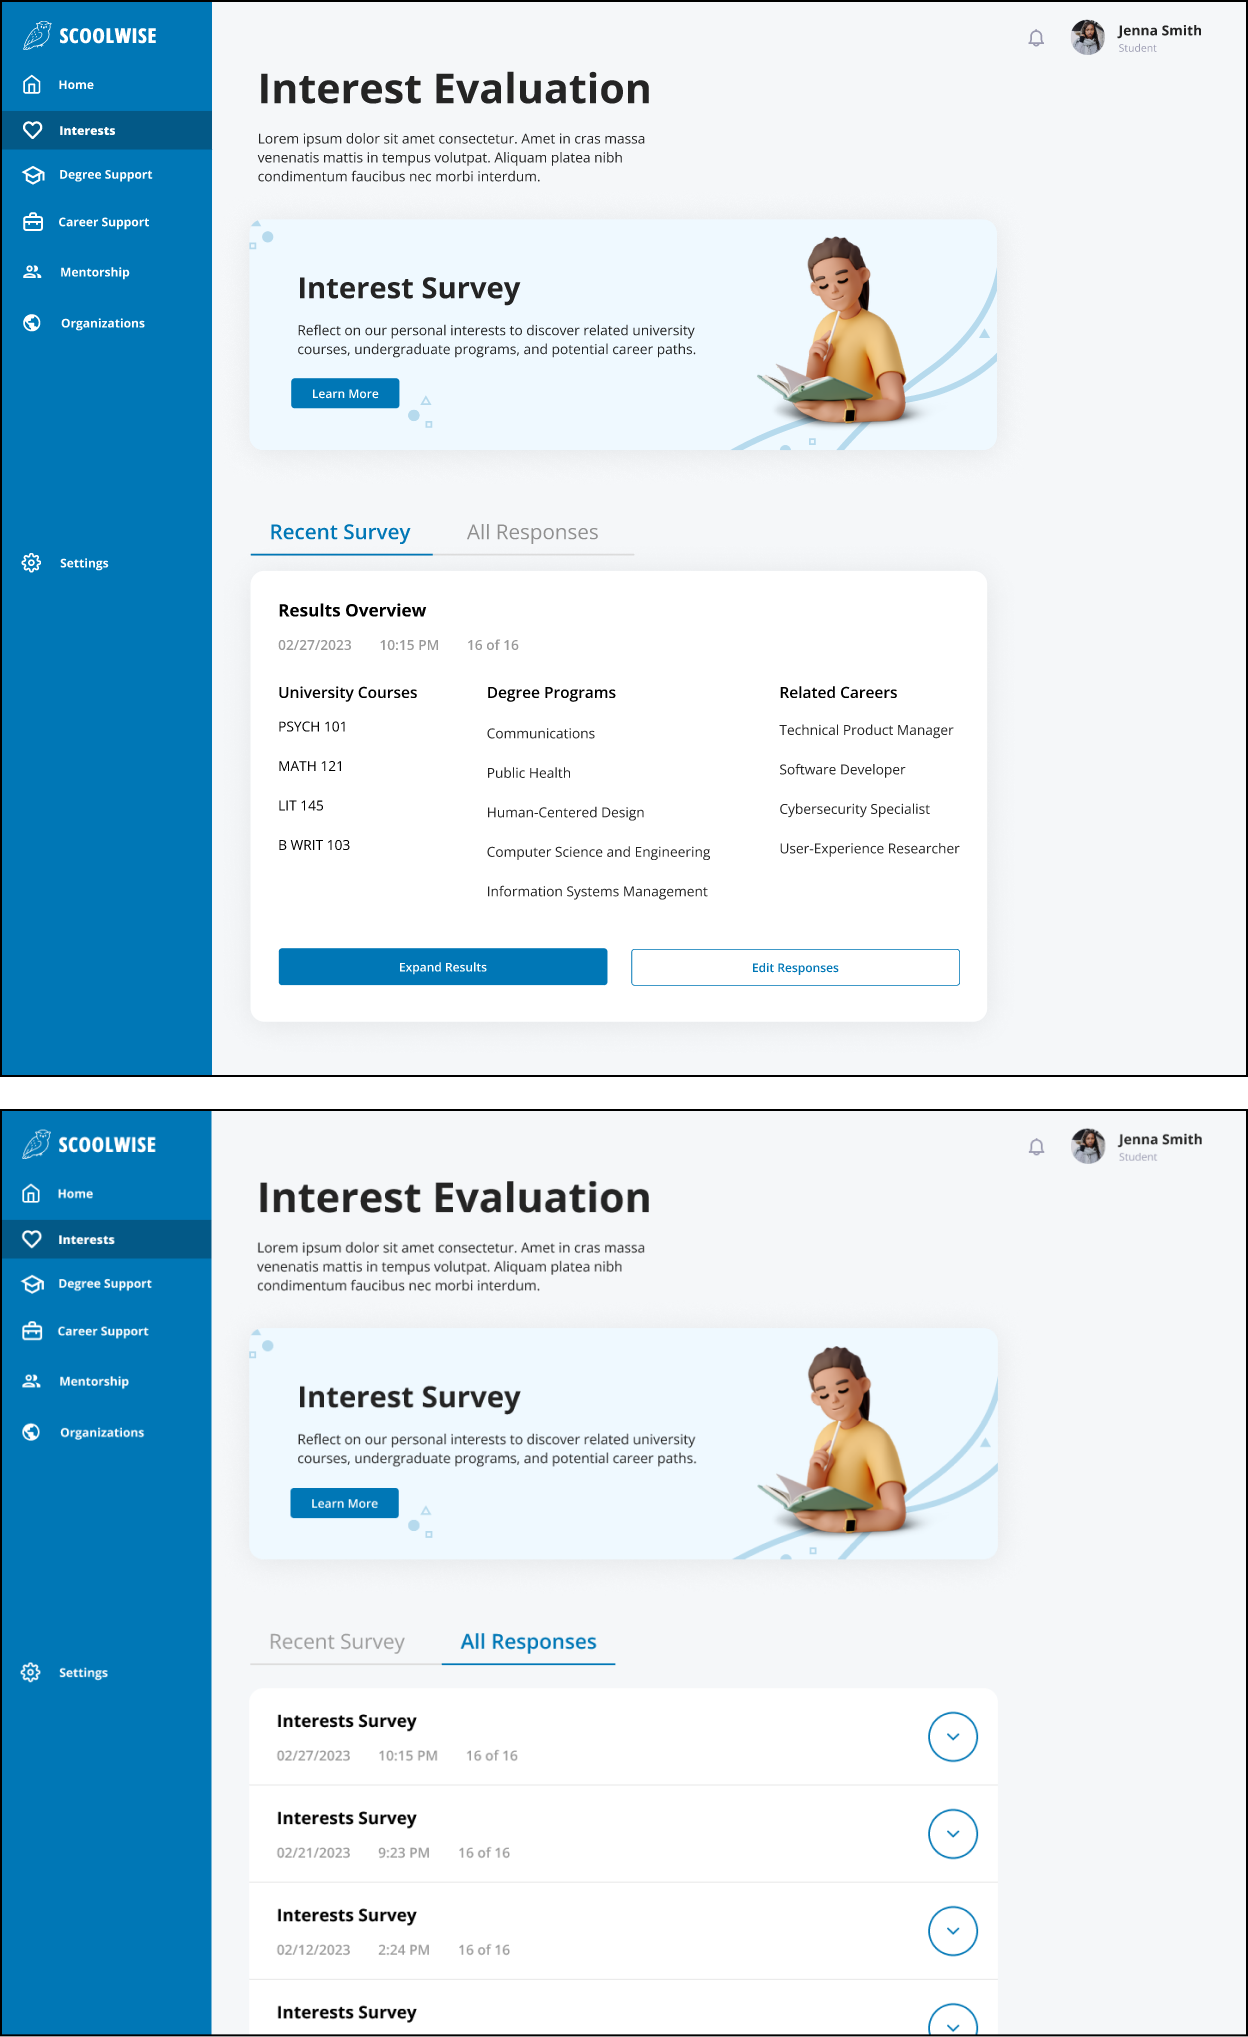 SCOOLWISE
Home
Interests
Degree Support
Career Support
Mentorship
Organizations
Settings
Jenna Smith
Student
Interest Evaluation
Lorem ipsum dolor sit amet consectetur. Amet in cras massa
venenatis mattis in tempus volutpat. Aliquam platea nibh
condimentum faucibus nec morbi interdum.
Interest Survey
Reflect on our personal interests to discover related university
courses, undergraduate programs, and potential career paths.
Learn More
Recent Survey
All Responses
Results Overview
02/27/2023 10:15 PM 16 of 16
University Courses
PSYCH 101
MATH 121
LIT 145
B WRIT 103
Degree Programs
Communications
Public Health
Human-Centered Design
Computer Science and Engineering
Information Systems Management
Related Careers
Technical Product Manager
Software Developer
Cybersecurity Specialist
User-Experience Researcher
Expand Results
Edit Responses
SCOOLWISE
Home
Interests
Degree Support
Career Support
Mentorship
Organizations
Settings
Jenna Smith
Student
Interest Evaluation
Lorem ipsum dolor sit amet consectetur. Amet in cras massa
venenatis mattis in tempus volutpat. Aliquam platea nibh
condimentum faucibus nec morbi interdum.
Interest Survey
Reflect on our personal interests to discover related university
courses, undergraduate programs, and potential career paths.
Learn More
Recent Survey
All Responses
Interests Survey
02/27/2023 10:15 PM 16 of 16
Interests Survey
02/21/2023 9:23 PM 16 of 16
Interests Survey
02/12/2023 2:24 PM 16 of 16
Interests Survey